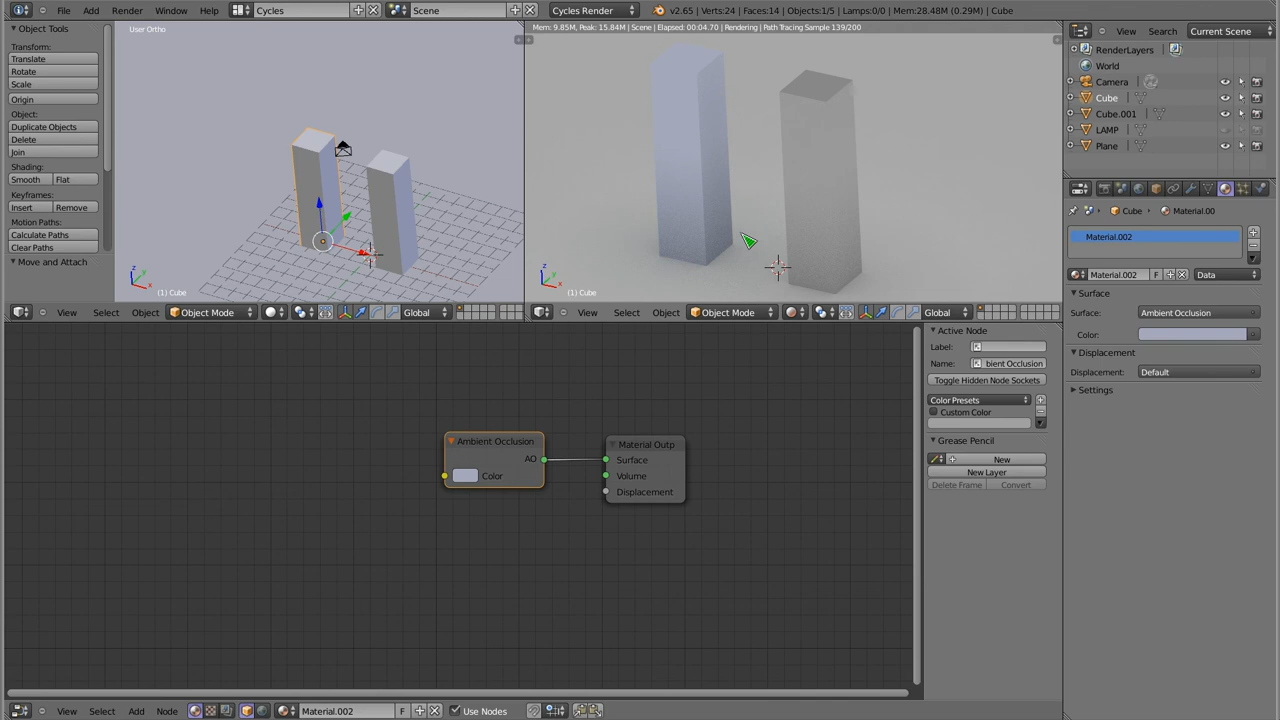 File Add Render Window Help Cycles Scene Cycles Render v2.65 | Verts:24 | Faces:14 | Objects:1/5 | Lamps:0/0 | Mem:28.48M (0.29M) | Cube
Object Tools
Transform:
Translate
Rotate
Scale
Origin
Object:
Duplicate Objects
Delete
Join
Shading:
Smooth Flat
Keyframes:
Insert Remove
Motion Paths:
Calculate Paths
Clear Paths
Move and Attach
User Ortho
z
y
x
(1) Cube
View Select Object Object Mode Global
Mem: 9.85M, Peak: 15.84M | Scene | Elapsed: 00:04.70 | Rendering | Path Tracing Sample 139/200
z
y
x
(1) Cube
View Select Object Object Mode Global
View Search Current Scene
RenderLayers
World
Camera
Cube
Cube.001
LAMP
Plane
Cube Material.00
Material.002
Material.002 F Data
Surface
Surface: Ambient Occlusion
Color:
Displacement
Displacement: Default
Settings
Ambient Occlusion
AO
Color
Material Outp
Surface
Volume
Displacement
Active Node
Label:
Name: bient Occlusion
Toggle Hidden Node Sockets
Color Presets
Custom Color
Grease Pencil
New
New Layer
Delete Frame Convert
View Select Add Node Material.002 F Use Nodes